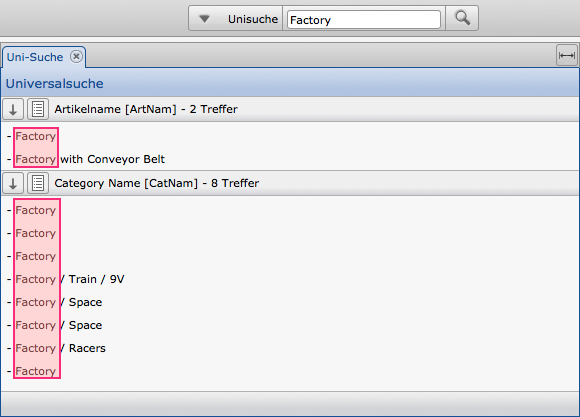 Unisuche Factory
Uni-Suche
Universalsuche
Artikelname [ArtNam] - 2 Treffer
- Factory
- Factory with Conveyor Belt
Category Name [CatNam] - 8 Treffer
- Factory
- Factory
- Factory
- Factory / Train / 9V
- Factory / Space
- Factory / Space
- Factory / Racers
- Factory